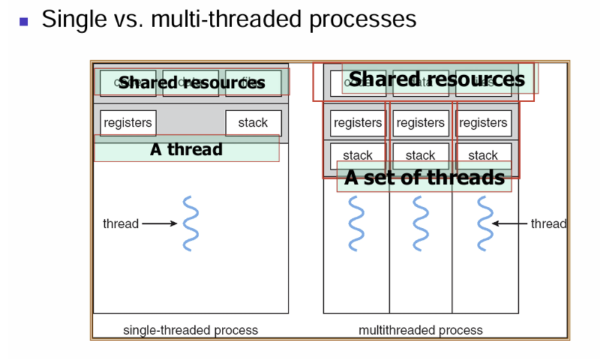 Single vs. multi-threaded processes
Shared resources
Shared resources
registers
stack
registers
registers
registers
A thread
stack
stack
stack
A set of threads
thread
thread
single-threaded process
multithreaded process